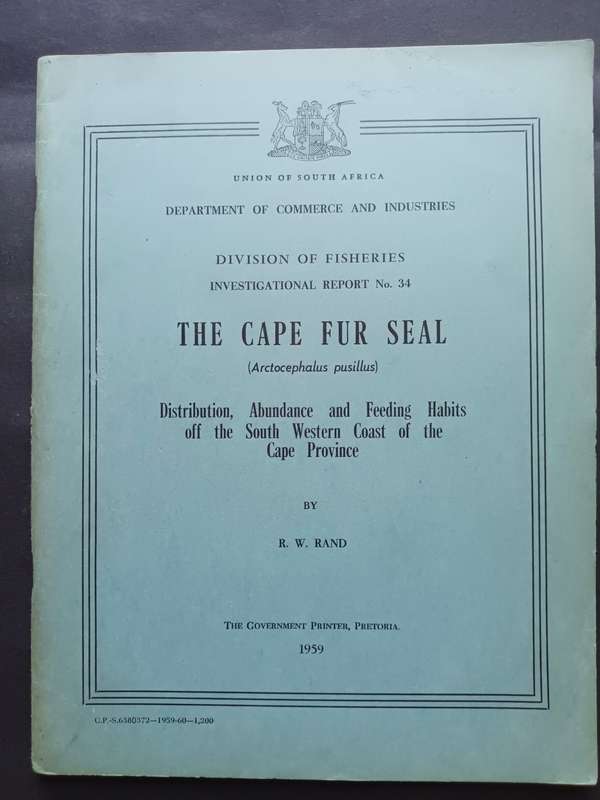 UNION OF SOUTH AFRICA
DEPARTMENT OF COMMERCE AND INDUSTRIES
DIVISION OF FISHERIES
INVESTIGATIONAL REPORT No. 34
THE CAPE FUR SEAL
(Arctocephalus pusillus)
Distribution, Abundance and Feeding Habits
off the South Western Coast of the
Cape Province
BY
R. W. RAND
THE GOVERNMENT PRINTER, PRETORIA.
1959
G.P.-S.6380372—1959-60—1,200